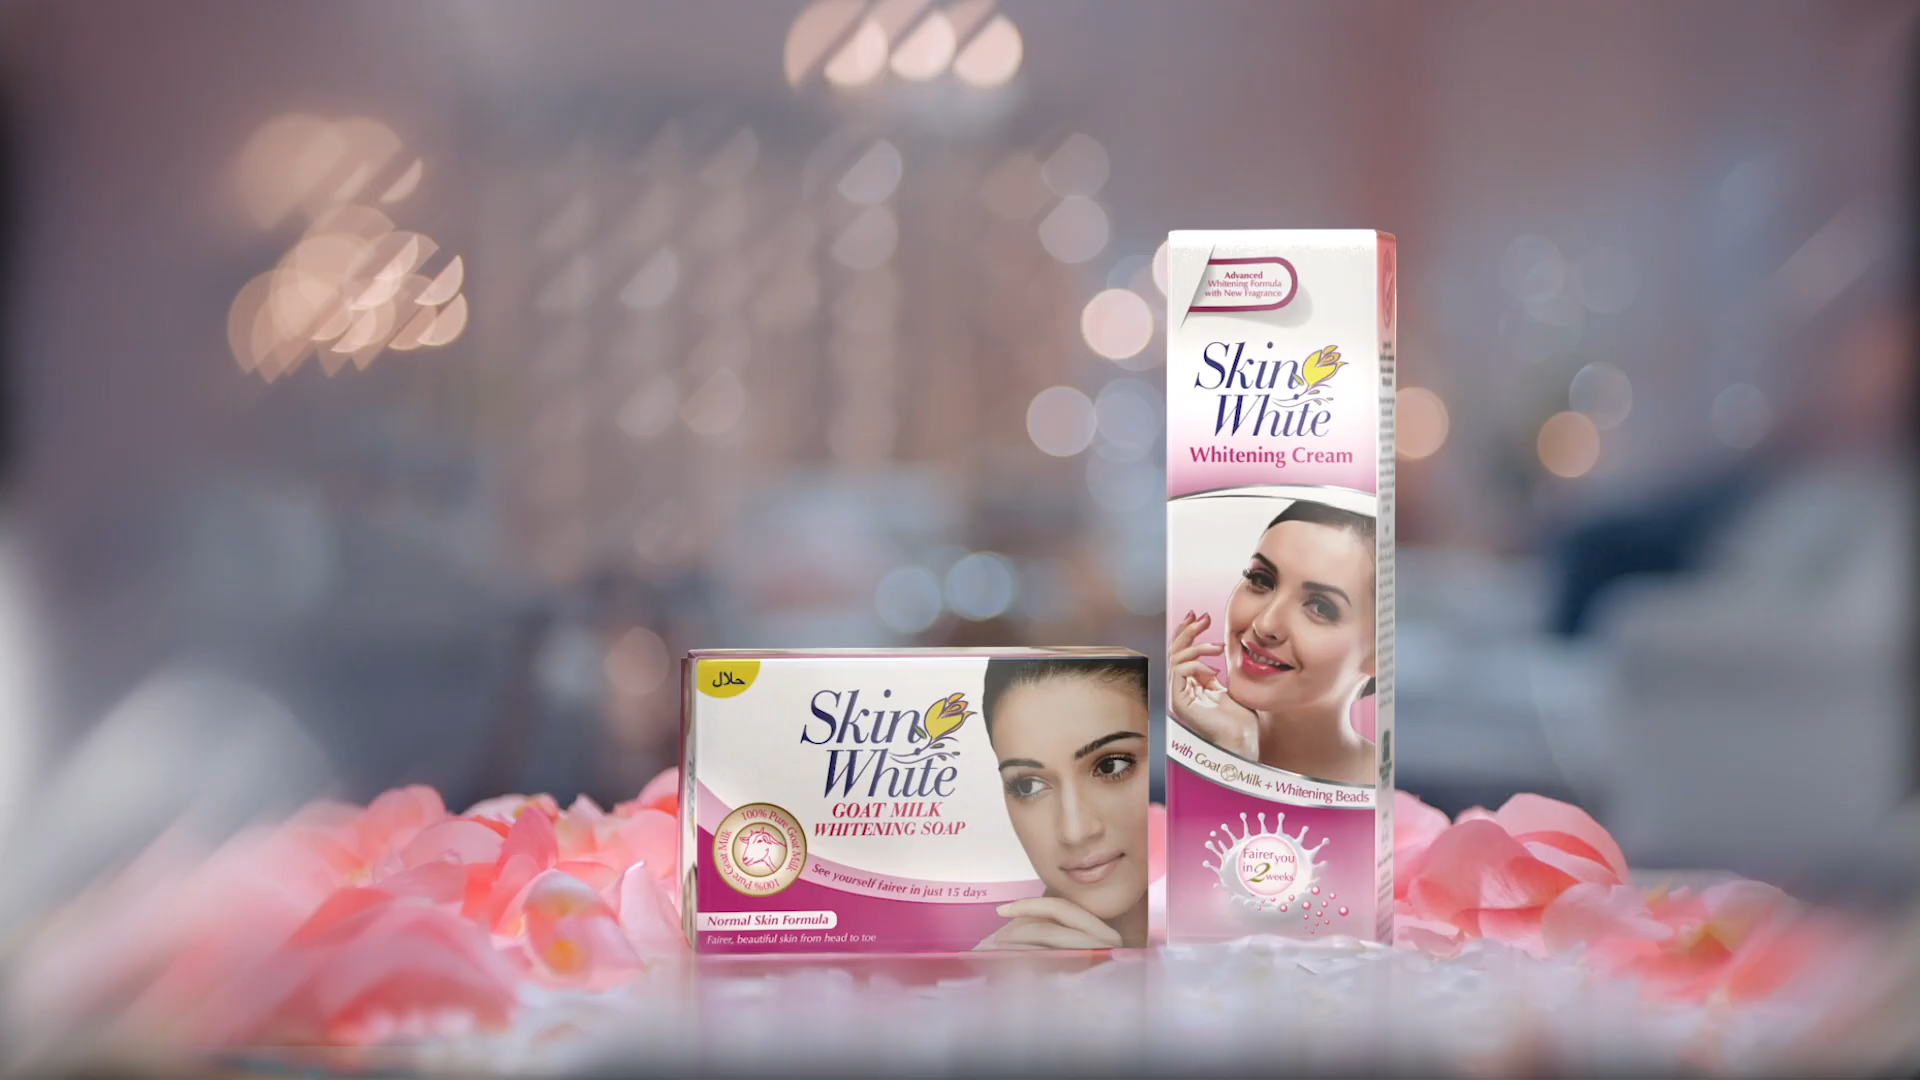 حلال
Skin
White
GOAT MILK
WHITENING SOAP
100% Pure Goat Milk
100% Pure Goat Milk
See yourself fairer in just 15 days
Normal Skin Formula
Fairer, beautiful skin from head to toe
Advanced
Whitening Formula
with New Fragrance
Skin
White
Whitening Cream
with Goat Milk + Whitening Beads
Fairer you
in 2 weeks